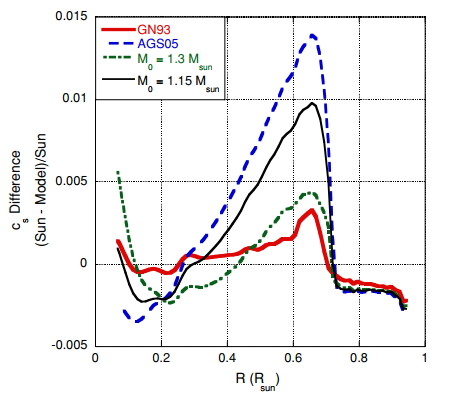 0.015
GN93
AGS05
M0 = 1.3 Msun
M0 = 1.15 Msun
0.01
0.005
0
-0.005
cs Difference
(Sun - Model)/Sun
0 0.2 0.4 0.6 0.8 1
R (Rsun)